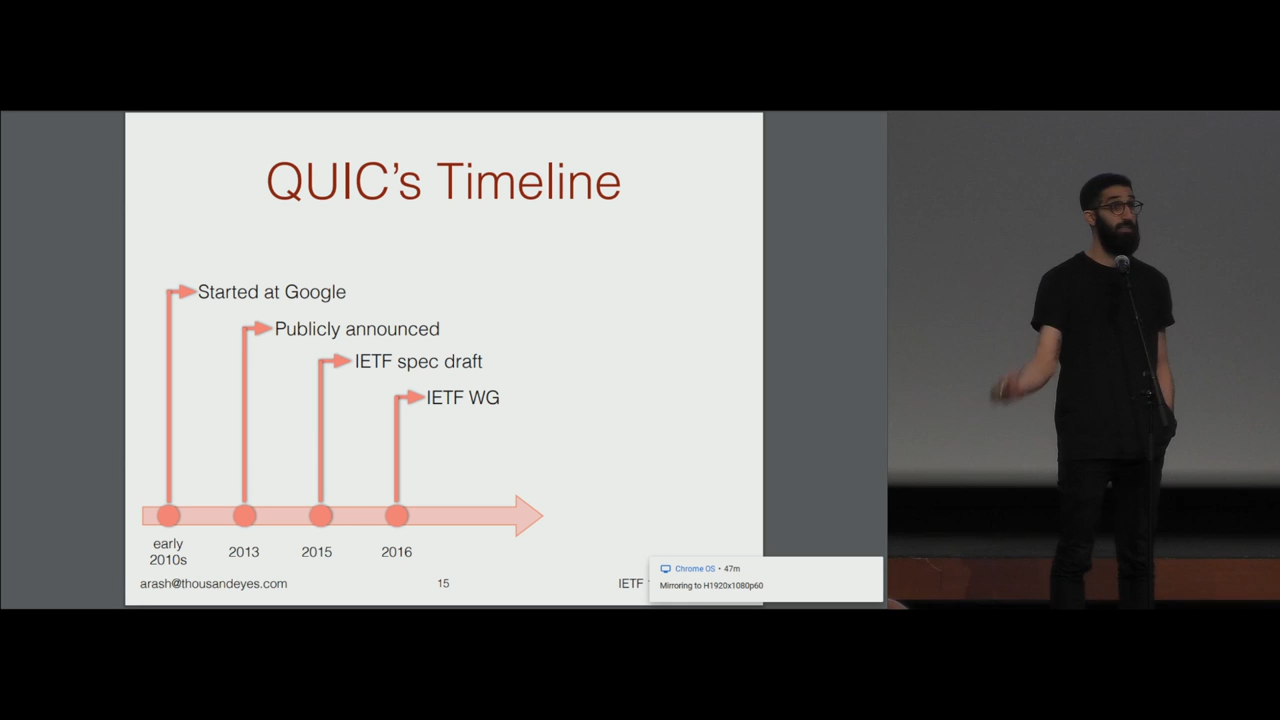 QUIC's Timeline
Started at Google
Publicly announced
IETF spec draft
IETF WG
early
2010s
2013
2015
2016
arash@thousandeyes.com
15
IETF
Chrome OS • 47m
Mirroring to H1920x1080p60